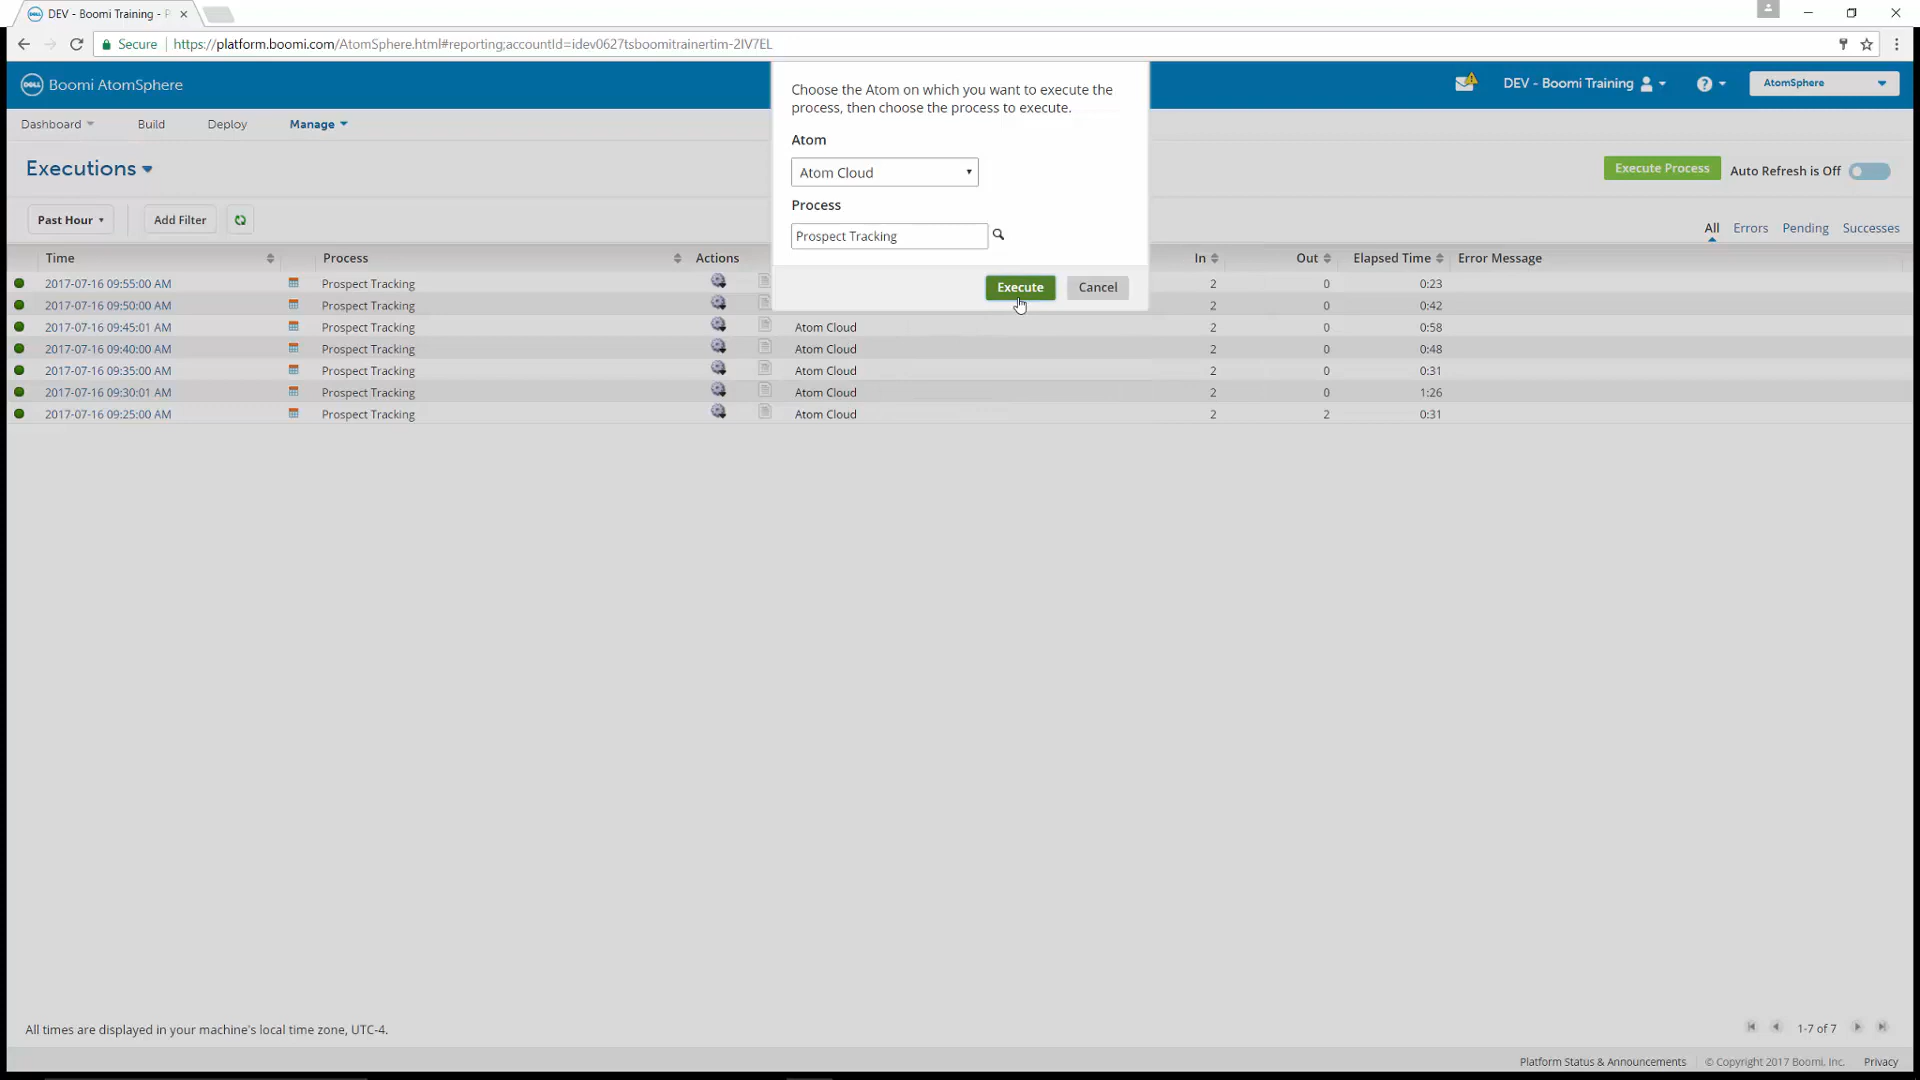 DEV - Boomi Training -
Secure
https://platform.boomi.com/AtomSphere.html#reporting;accountId=idev0627tsboomitrainertim-2IV7EL
DELL
Boomi AtomSphere
DEV - Boomi Training
?
AtomSphere
Dashboard
Build
Deploy
Manage
Executions
Execute Process
Auto Refresh is Off
Past Hour
Add Filter
All
Errors
Pending
Successes
Choose the Atom on which you want to execute the
process, then choose the process to execute.
Atom
Atom Cloud
Process
Prospect Tracking
Execute
Cancel
Time Process Actions In Out Elapsed Time Error Message
2017-07-16 09:55:00 AM Prospect Tracking 2 0 0:23
2017-07-16 09:50:00 AM Prospect Tracking 2 0 0:42
2017-07-16 09:45:01 AM Prospect Tracking Atom Cloud 2 0 0:58
2017-07-16 09:40:00 AM Prospect Tracking Atom Cloud 2 0 0:48
2017-07-16 09:35:00 AM Prospect Tracking Atom Cloud 2 0 0:31
2017-07-16 09:30:01 AM Prospect Tracking Atom Cloud 2 0 1:26
2017-07-16 09:25:00 AM Prospect Tracking Atom Cloud 2 2 0:31
All times are displayed in your machine's local time zone, UTC-4.
1-7 of 7
Platform Status & Announcements
© Copyright 2017 Boomi, Inc.
Privacy